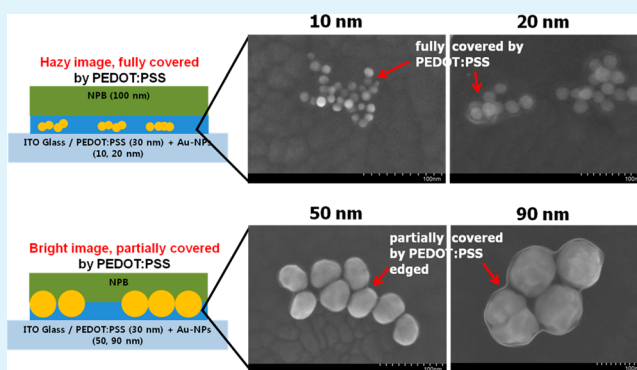 10 nm
20 nm
Hazy image, fully covered
by PEDOT:PSS
NPB (100 nm)
ITO Glass / PEDOT:PSS (30 nm) + Au-NPs
(10, 20 nm)
fully covered by
PEDOT:PSS
100nm
100nm
50 nm
90 nm
Bright image, partially covered
by PEDOT:PSS
NPB
ITO Glass / PEDOT:PSS (30 nm) + Au-NPs
(50, 90 nm)
partially covered
by PEDOT:PSS
edged
100nm
100nm